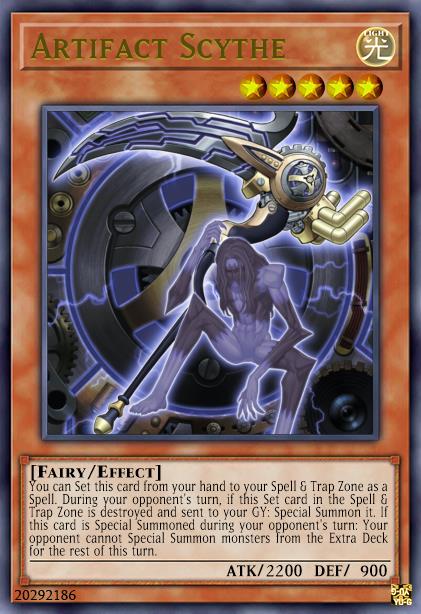 ARTIFACT SCYTHE
LIGHT
光
[FAIRY/EFFECT]
You can Set this card from your hand to your Spell & Trap Zone as a
Spell. During your opponent's turn, if this Set card in the Spell &
Trap Zone is destroyed and sent to your GY: Special Summon it. If
this card is Special Summoned during your opponent's turn: Your
opponent cannot Special Summon monsters from the Extra Deck
for the rest of this turn.
ATK/2200 DEF/ 900
20292186